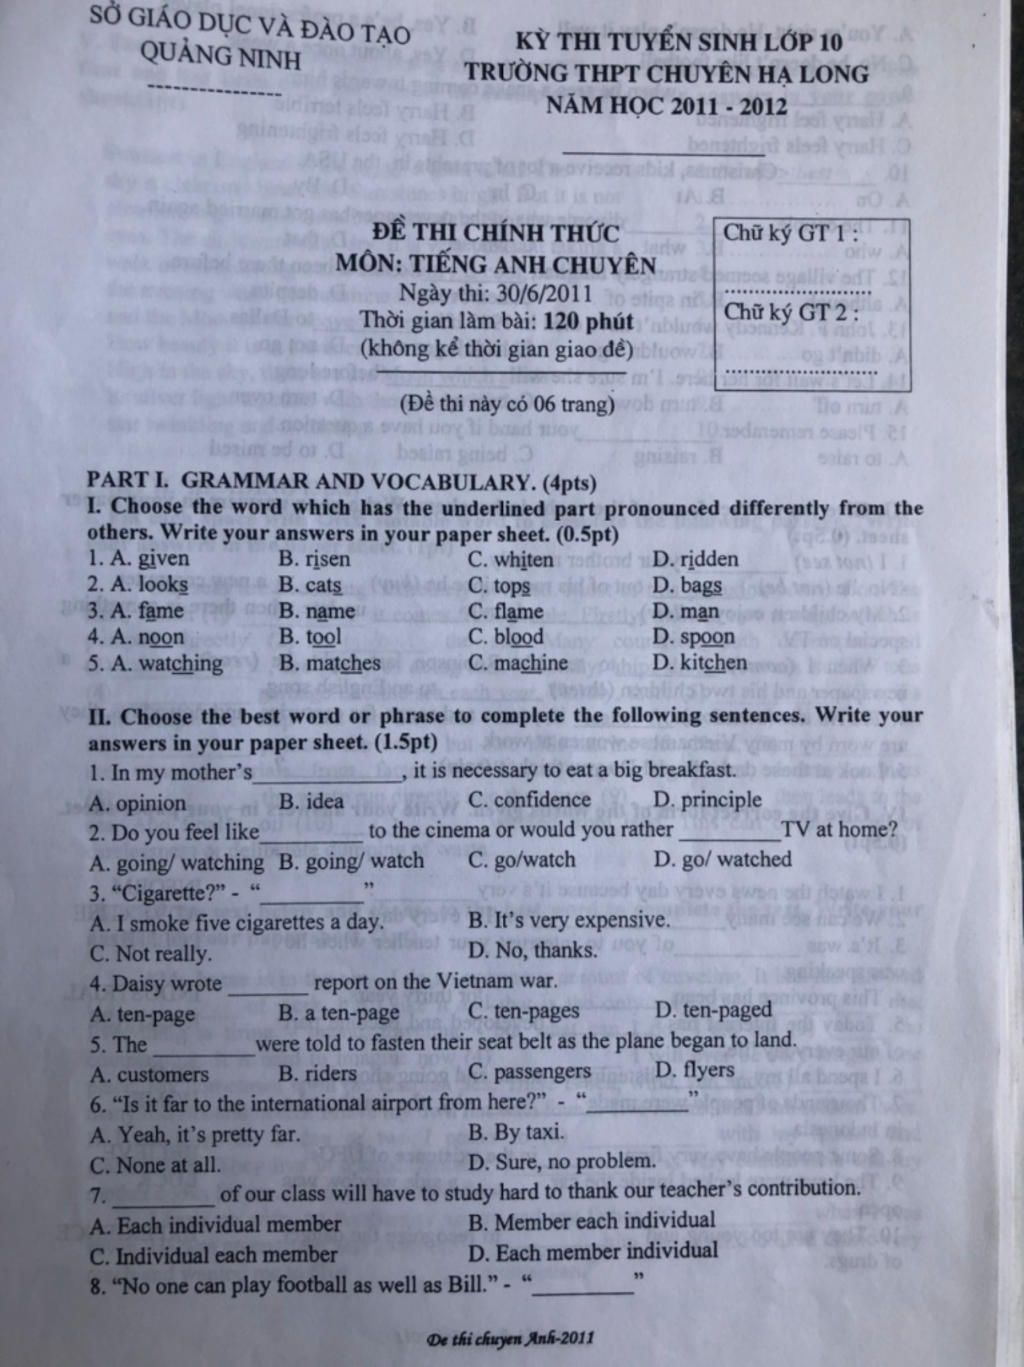 SỞ GIÁO DỤC VÀ ĐÀO TẠO
QUẢNG NINH
KỲ THI TUYỂN SINH LỚP 10
TRƯỜNG THPT CHUYÊN HẠ LONG
NĂM HỌC 2011 - 2012
ĐỀ THI CHÍNH THỨC
MÔN: TIẾNG ANH CHUYÊN
Ngày thi: 30/6/2011
Thời gian làm bài: 120 phút
(không kể thời gian giao đề)
(Đề thi này có 06 trang)
Chữ ký GT 1 :
Chữ ký GT 2 :
PART I. GRAMMAR AND VOCABULARY. (4pts)
I. Choose the word which has the underlined part pronounced differently from the
others. Write your answers in your paper sheet. (0.5pt)
1. A. given B. risen C. whiten D. ridden
2. A. looks B. cats C. tops D. bags
3. A. fame B. name C. flame D. man
4. A. noon B. tool C. blood D. spoon
5. A. watching B. matches C. machine D. kitchen
II. Choose the best word or phrase to complete the following sentences. Write your
answers in your paper sheet. (1.5pt)
1. In my mother's______________, it is necessary to eat a big breakfast.
A. opinion B. idea C. confidence D. principle
2. Do you feel like__________ to the cinema or would you rather __________TV at home?
A. going/ watching B. going/ watch C. go/watch D. go/ watched
3. "Cigarette?" - "__________"
A. I smoke five cigarettes a day. B. It's very expensive.
C. Not really. D. No, thanks.
4. Daisy wrote ________ report on the Vietnam war.
A. ten-page B. a ten-page C. ten-pages D. ten-paged
5. The __________were told to fasten their seat belt as the plane began to land.
A. customers B. riders C. passengers D. flyers
6. "Is it far to the international airport from here?" - "__________"
A. Yeah, it's pretty far. B. By taxi.
C. None at all. D. Sure, no problem.
7. __________ of our class will have to study hard to thank our teacher's contribution.
A. Each individual member B. Member each individual
C. Individual each member D. Each member individual
8. "No one can play football as well as Bill." - "__________"
De thi chuyen Anh-2011